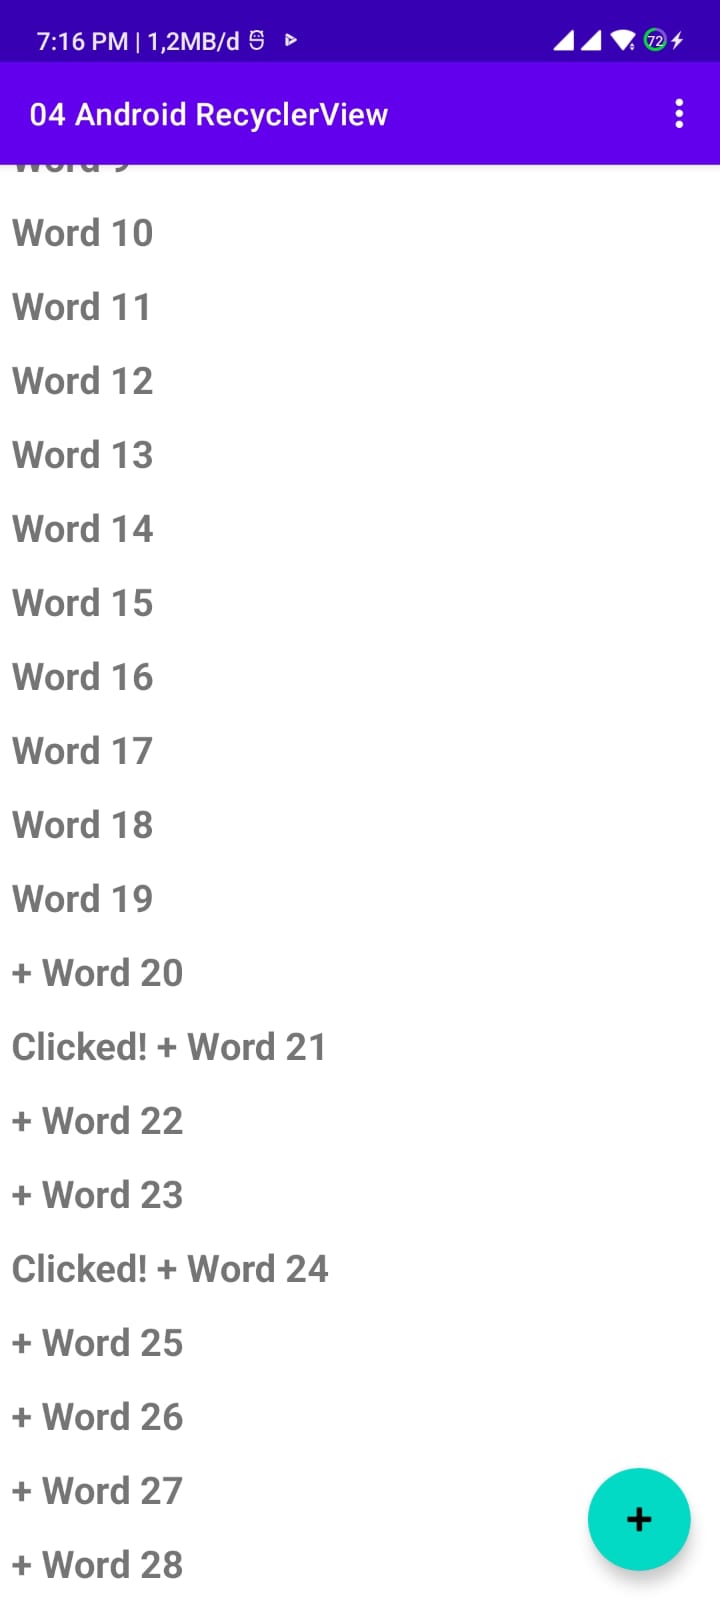 7:16 PM | 1,2MB/d 72
04 Android RecyclerView
Word 10
Word 11
Word 12
Word 13
Word 14
Word 15
Word 16
Word 17
Word 18
Word 19
+ Word 20
Clicked! + Word 21
+ Word 22
+ Word 23
Clicked! + Word 24
+ Word 25
+ Word 26
+ Word 27
+ Word 28
+